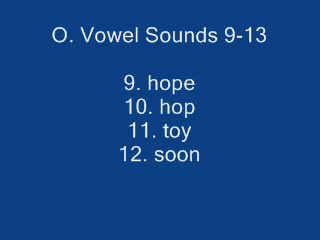 O. Vowel Sounds 9-13
9. hope
10. hop
11. toy
12. soon